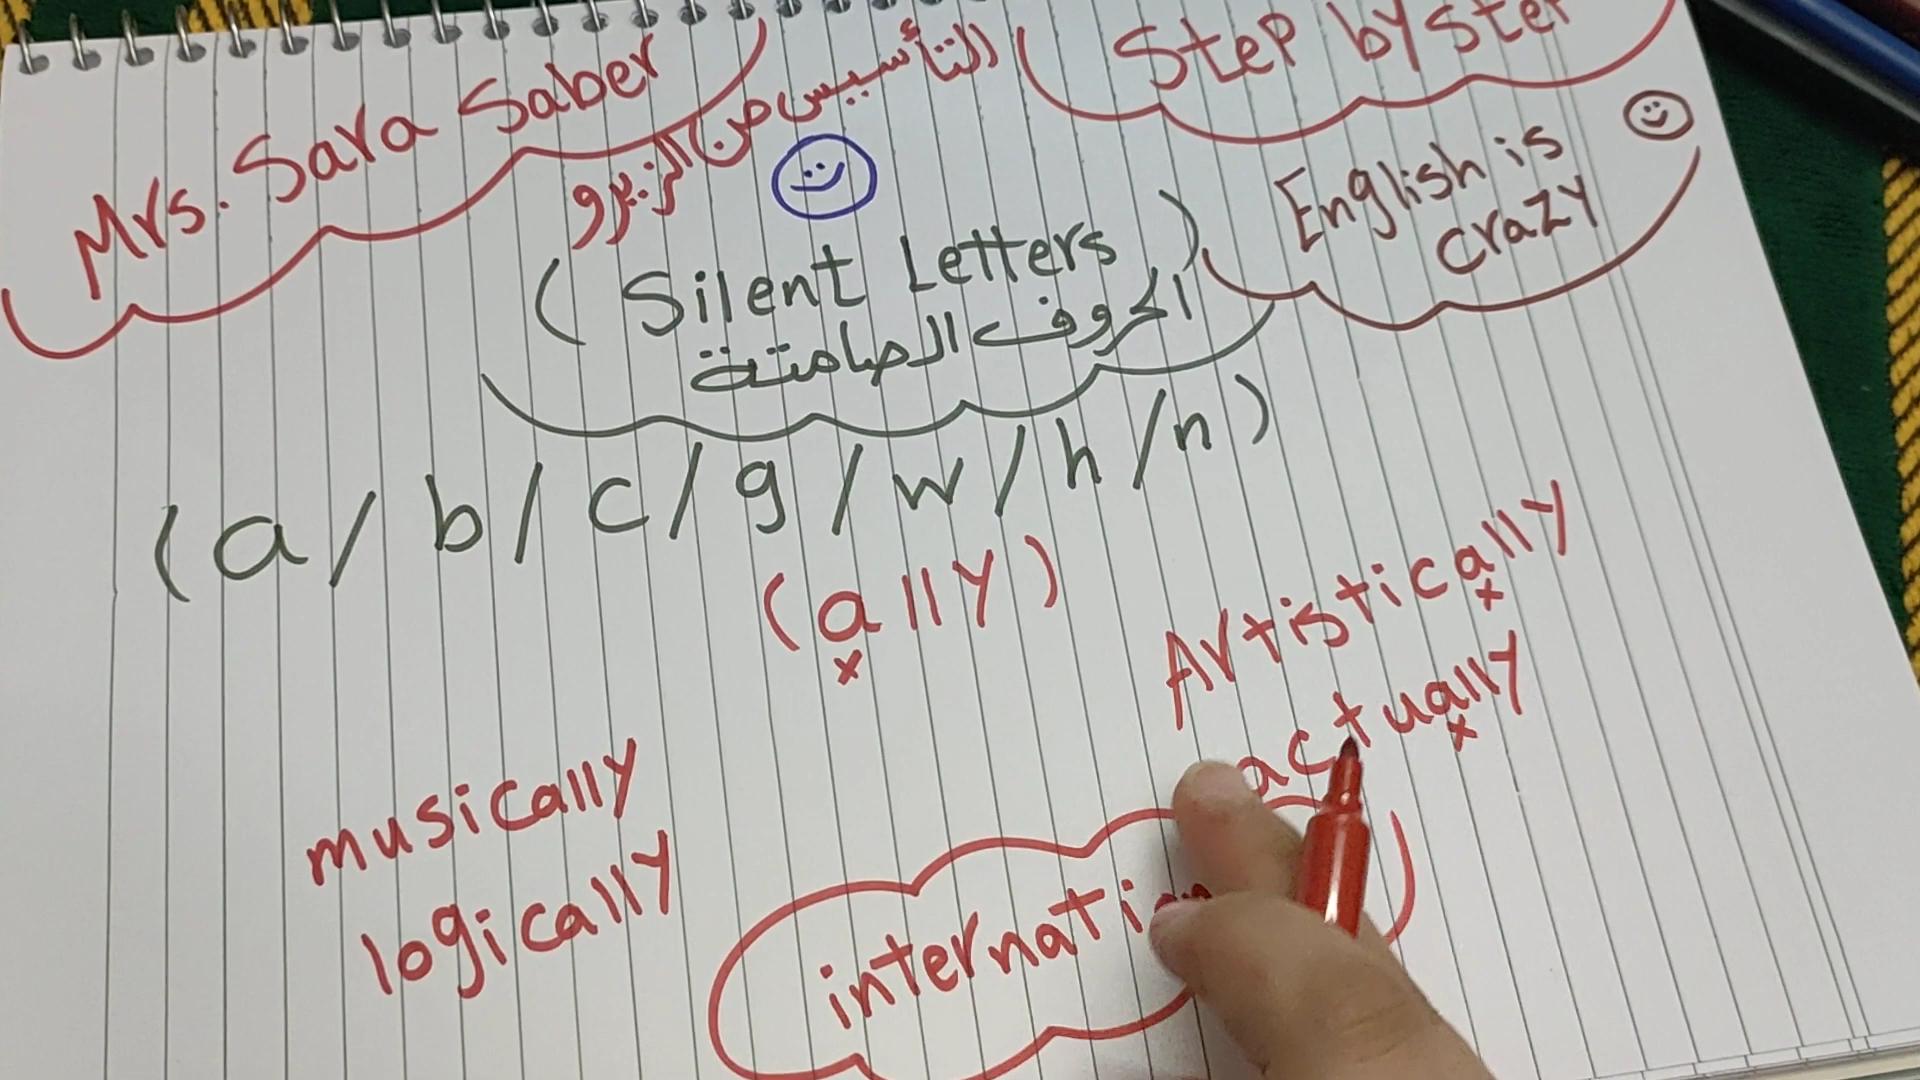 Mrs. Sara Saber
التأسيس من الزيرو
Step by Step
English is
crazy
(Silent Letters)
الحروف الصامتة
(a / b / c / g / w / h / n)
(ally)
x
Artistically
x
actually
x
musically
logically